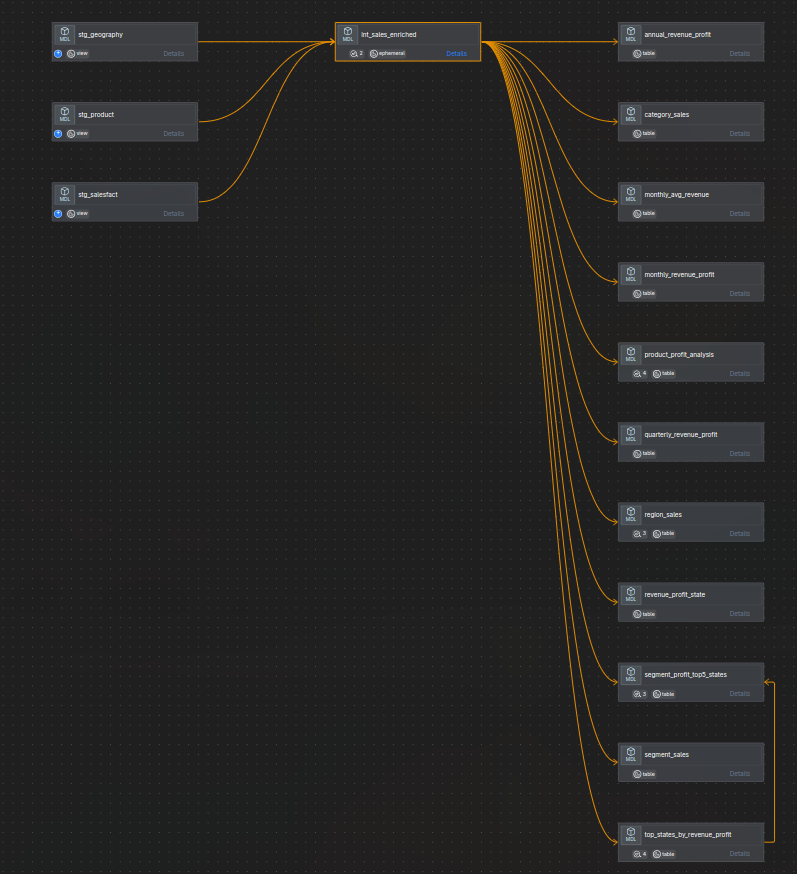 stg_geography
MDL
view
Details
stg_product
MDL
view
Details
stg_salesfact
MDL
view
Details
int_sales_enriched
MDL
2
ephemeral
Details
annual_revenue_profit
MDL
table
Details
category_sales
MDL
table
Details
monthly_avg_revenue
MDL
table
Details
monthly_revenue_profit
MDL
table
Details
product_profit_analysis
MDL
4
table
Details
quarterly_revenue_profit
MDL
table
Details
region_sales
MDL
3
table
Details
revenue_profit_state
MDL
table
Details
segment_profit_top5_states
MDL
3
table
Details
segment_sales
MDL
table
Details
top_states_by_revenue_profit
MDL
4
table
Details